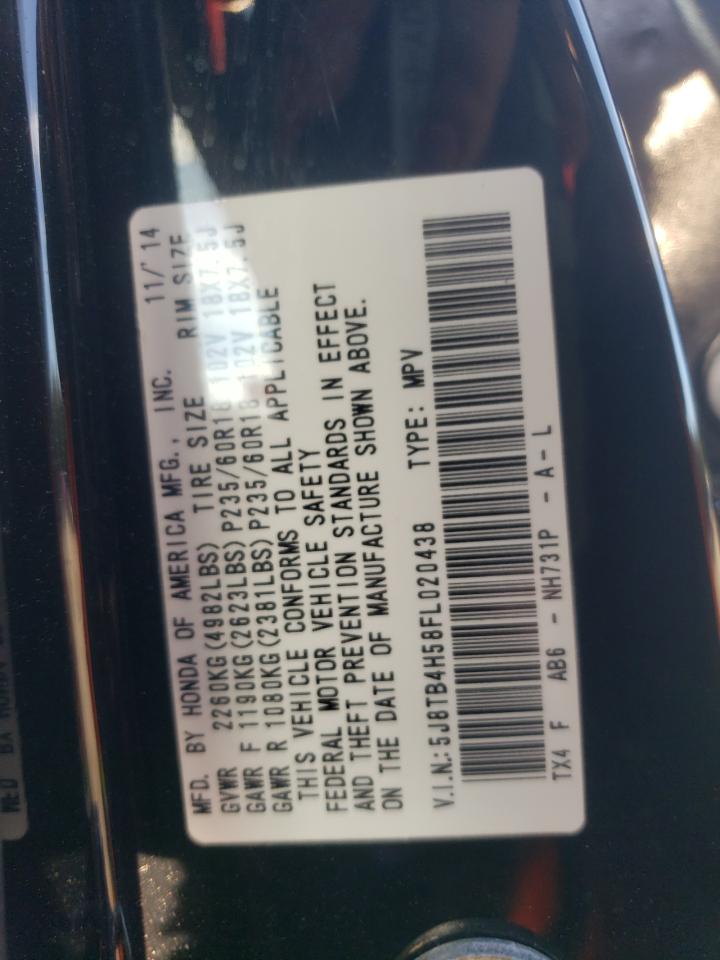 MFD. BY HONDA OF AMERICA MFG., INC. 11/'14
GVWR 2260KG(4982LBS) TIRE SIZE RIM SIZE
GAWR F 1190KG(2623LBS)P235/60R18 102V 18X7.5J
GAWR R 1080KG(2381LBS)P235/60R18 102V 18X7.5J
THIS VEHICLE CONFORMS TO ALL APPLICABLE
FEDERAL MOTOR VEHICLE SAFETY
AND THEFT PREVENTION STANDARDS IN EFFECT
ON THE DATE OF MANUFACTURE SHOWN ABOVE.
V.I.N.:5J8TB4H58FL020438 TYPE: MPV
TX4 F AB6 - NH731P - A - L